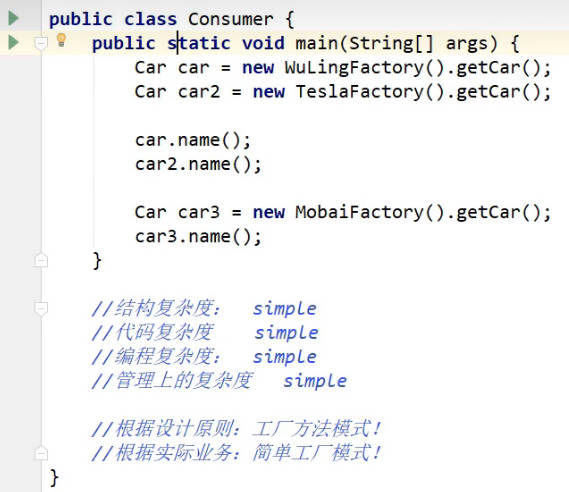 public class Consumer {
public static void main(String[] args) {
Car car = new WuLingFactory().getCar();
Car car2 = new TeslaFactory().getCar();
car.name();
car2.name();
Car car3 = new MobaiFactory().getCar();
car3.name();
}
//结构复杂度： simple
//代码复杂度 simple
//编程复杂度： simple
//管理上的复杂度 simple
//根据设计原则：工厂方法模式！
//根据实际业务：简单工厂模式！
}